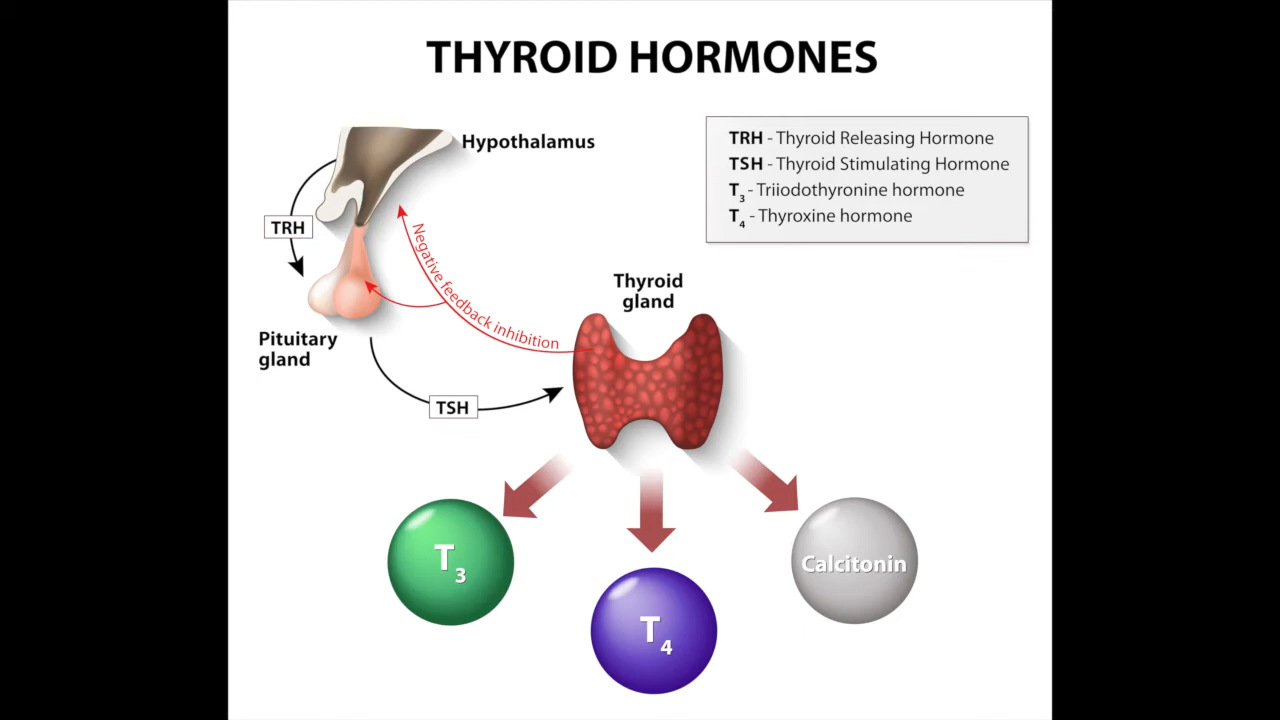 THYROID HORMONES
Hypothalamus
TRH - Thyroid Releasing Hormone
TSH - Thyroid Stimulating Hormone
T3 - Triiodothyronine hormone
T4 - Thyroxine hormone
TRH
Negative feedback inhibition
Thyroid
gland
Pituitary
gland
TSH
T3
T4
Calcitonin